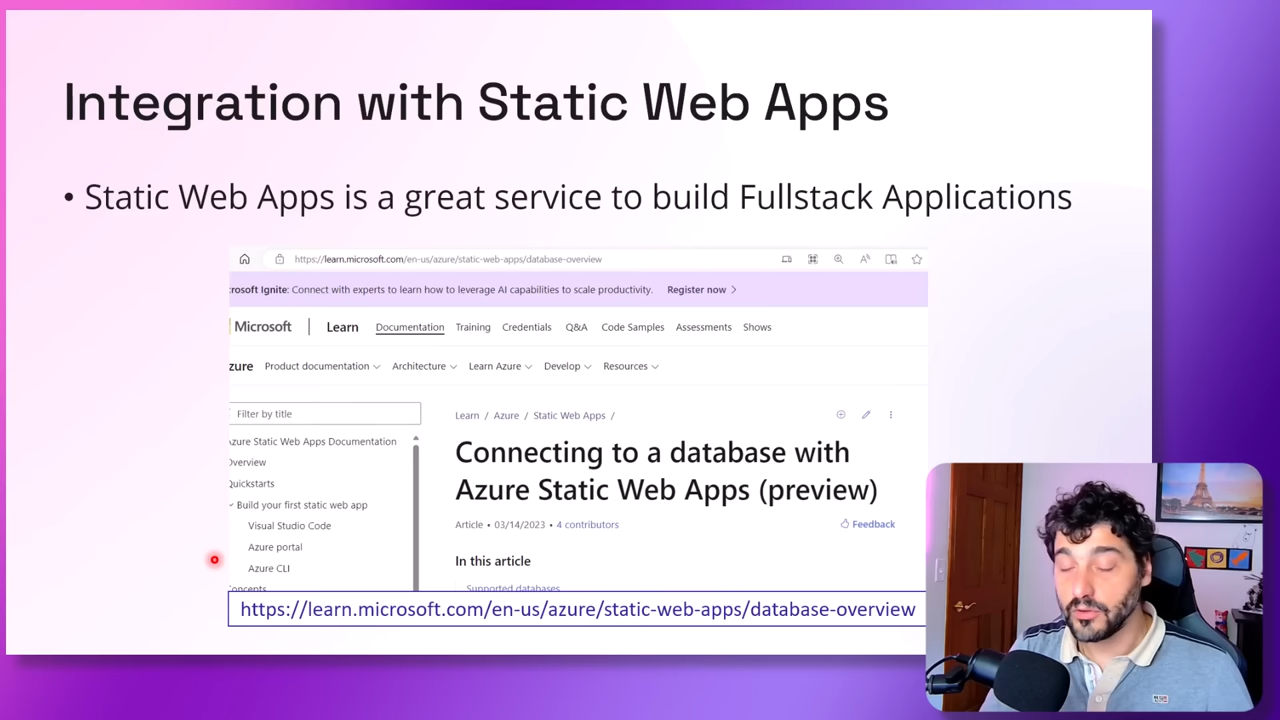 Integration with Static Web Apps
• Static Web Apps is a great service to build Fullstack Applications
https://learn.microsoft.com/en-us/azure/static-web-apps/database-overview
rosoft Ignite: Connect with experts to learn how to leverage AI capabilities to scale productivity. Register now
Microsoft Learn Documentation Training Credentials Q&A Code Samples Assessments Shows
zure Product documentation Architecture Learn Azure Develop Resources
Filter by title
Azure Static Web Apps Documentation
Overview
Quickstarts
Build your first static web app
Visual Studio Code
Azure portal
Azure CLI
Concepts
Learn / Azure / Static Web Apps /
Connecting to a database with
Azure Static Web Apps (preview)
Article • 03/14/2023 • 4 contributors
Feedback
In this article
Supported databases
https://learn.microsoft.com/en-us/azure/static-web-apps/database-overview